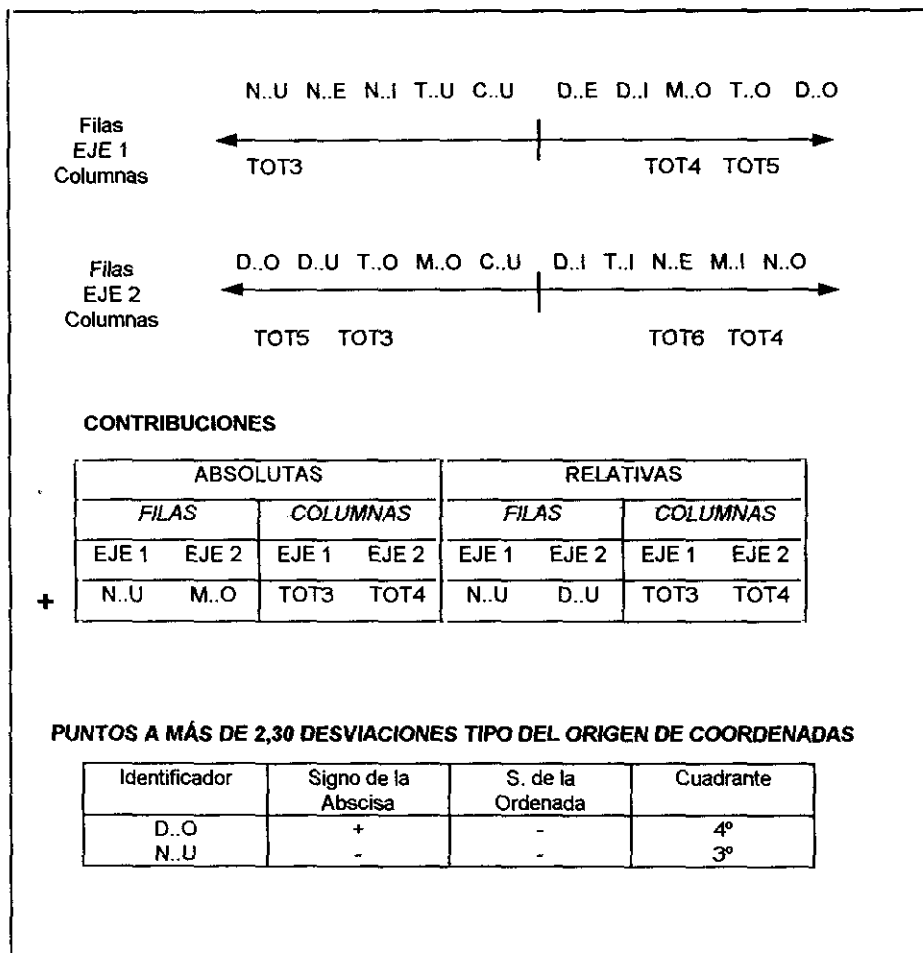 N..U N..E N..I T..U C..U D..E D..I M..O T..O D..O
Filas
EJE 1
Columnas
TOT3 TOT4 TOT5
D..O D..U T..O M..O C..U D..I T..I N..E M..I N..O
Filas
EJE 2
Columnas
TOT5 TOT3 TOT6 TOT4
CONTRIBUCIONES
ABSOLUTAS RELATIVAS
FILAS COLUMNAS FILAS COLUMNAS
EJE 1 EJE 2 EJE 1 EJE 2 EJE 1 EJE 2 EJE 1 EJE 2
+ N..U M..O TOT3 TOT4 N..U D..U TOT3 TOT4
PUNTOS A MÁS DE 2,30 DESVIACIONES TIPO DEL ORIGEN DE COORDENADAS
Identificador Signo de la Abscisa S. de la Ordenada Cuadrante
D..O + - 4º
N..U - - 3º